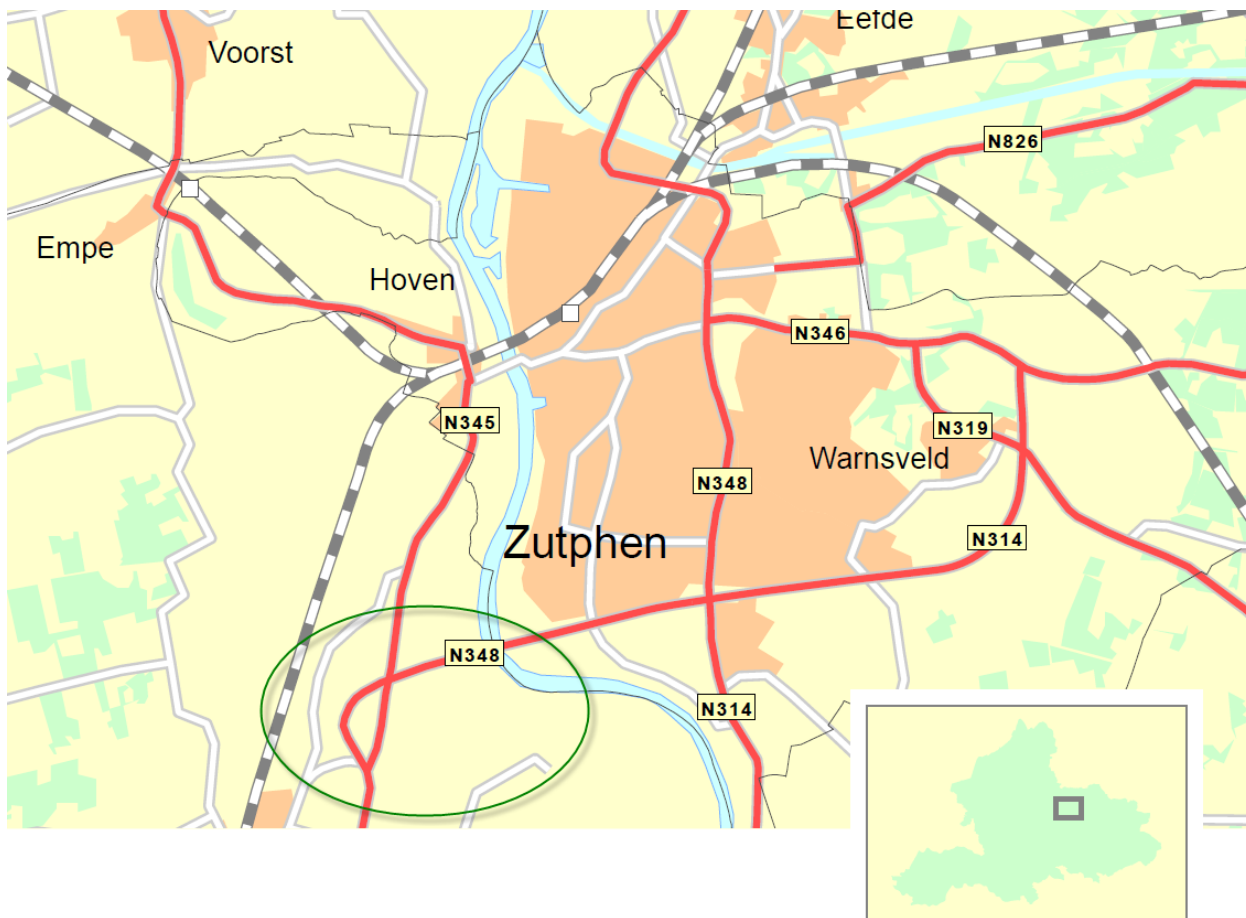 Eefde
Voorst
N826
Empe
Hoven
N346
N345
N319
Warnsveld
N348
Zutphen
N314
N348
N314